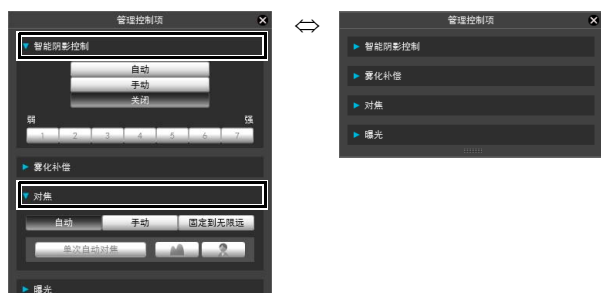 管理控制项
智能阴影控制
自动
手动
关闭
弱 强
1 2 3 4 5 6 7
雾化补偿
对焦
自动 手动 固定到无限远
单次自动对焦
曝光
管理控制项
智能阴影控制
雾化补偿
对焦
曝光